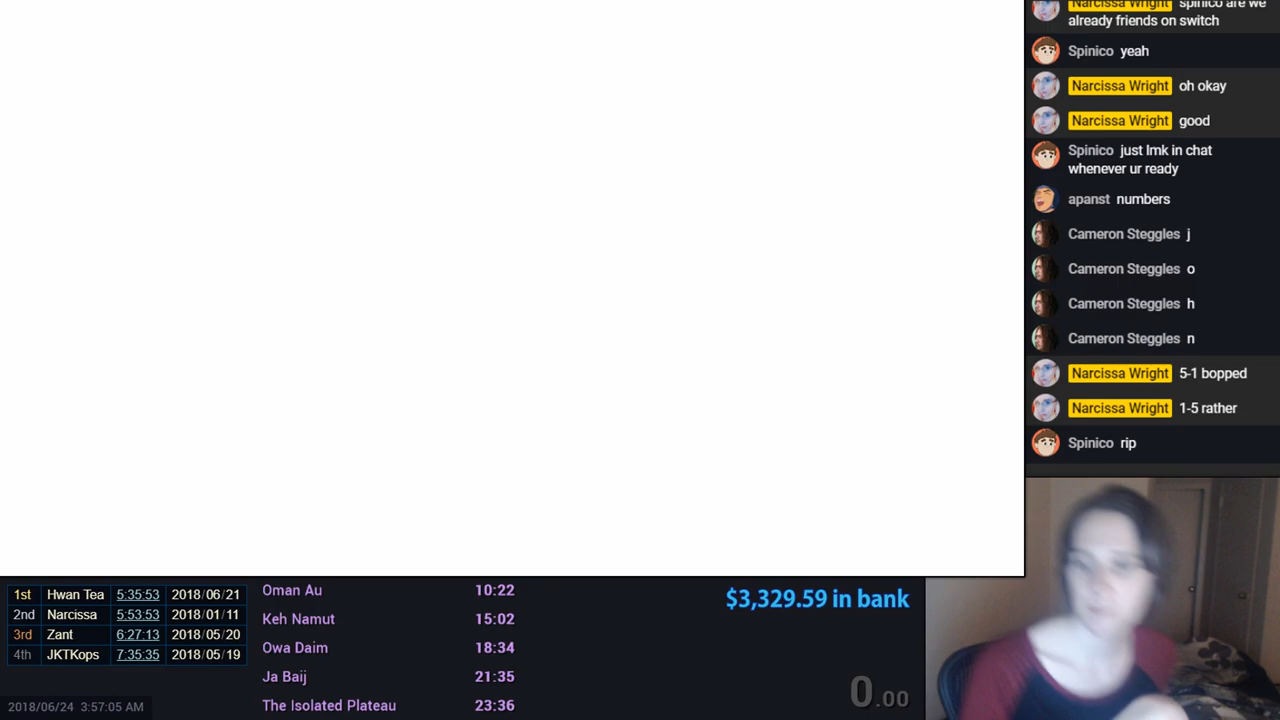 Narcissa Wright spinico are we
already friends on switch
Spinico yeah
Narcissa Wright oh okay
Narcissa Wright good
Spinico just lmk in chat
whenever ur ready
apanst numbers
Cameron Steggles j
Cameron Steggles o
Cameron Steggles h
Cameron Steggles n
Narcissa Wright 5-1 bopped
Narcissa Wright 1-5 rather
Spinico rip
1st Hwan Tea 5:35:53 2018/06/21
2nd Narcissa 5:53:53 2018/01/11
3rd Zant 6:27:13 2018/05/20
4th JKTKops 7:35:35 2018/05/19
2018/06/24 3:57:05 AM
Oman Au 10:22
Keh Namut 15:02
Owa Daim 18:34
Ja Baij 21:35
The Isolated Plateau 23:36
$3,329.59 in bank
0.00